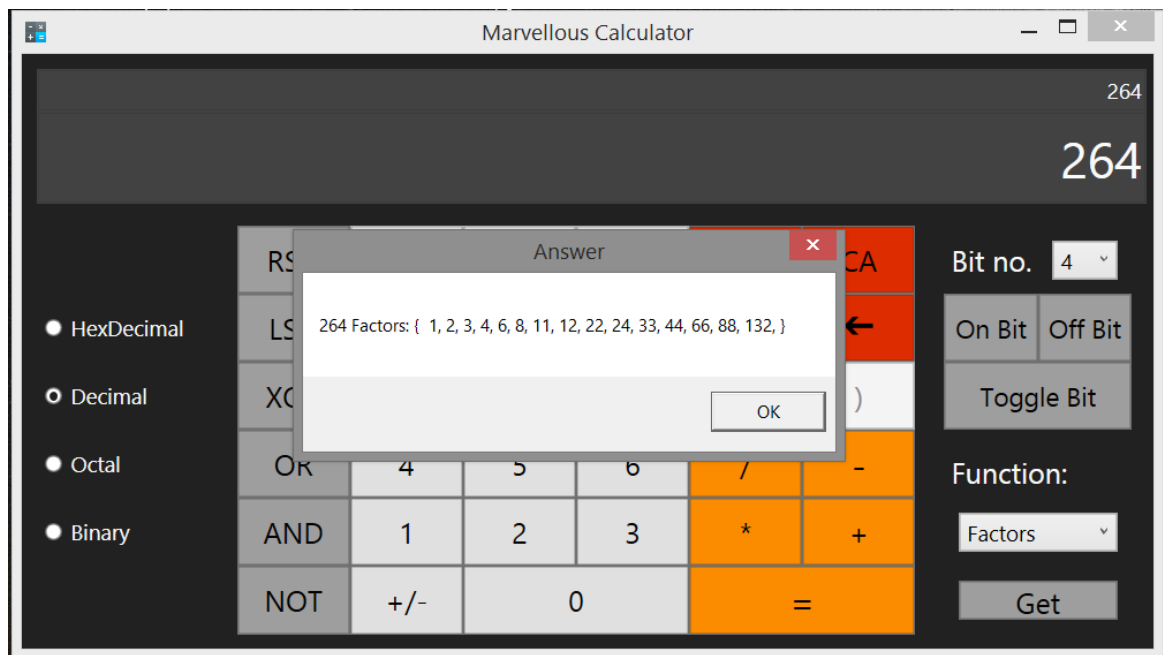 Marvellous Calculator
264
264
Answer
264 Factors: {  1, 2, 3, 4, 6, 8, 11, 12, 22, 24, 33, 44, 66, 88, 132, }
OK
HexDecimal
Decimal
Octal
Binary
CA
←
)
OR 4 5 6 / -
AND 1 2 3 * +
NOT +/- 0 =
Bit no. 4
On Bit Off Bit
Toggle Bit
Function:
Factors
Get